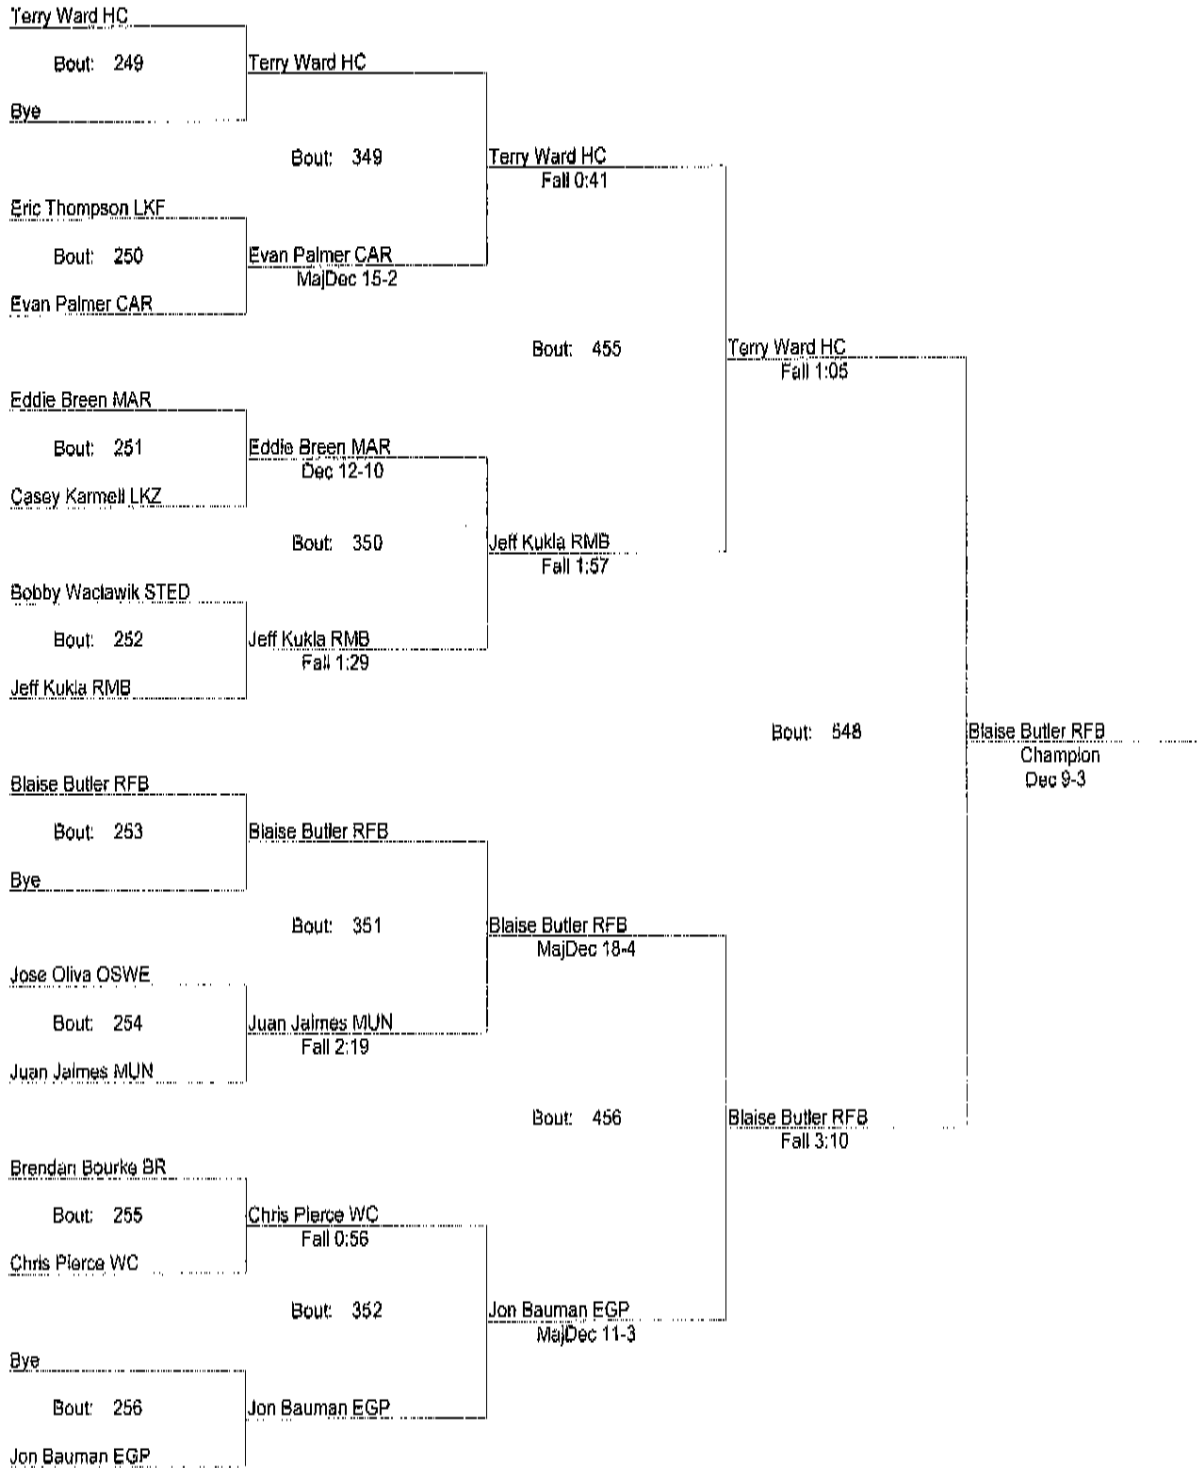 Terry Ward HC
Bout: 249
Terry Ward HC
Bye
Bout: 349
Terry Ward HC
Fall 0:41
Eric Thompson LKF
Bout: 250
Evan Palmer CAR
MajDec 15-2
Evan Palmer CAR
Bout: 455
Terry Ward HC
Fall 1:05
Eddie Breen MAR
Bout: 251
Eddie Breen MAR
Dec 12-10
Casey Karmell LKZ
Bout: 350
Jeff Kukla RMB
Fall 1:57
Bobby Waclawik STED
Bout: 252
Jeff Kukla RMB
Fall 1:29
Jeff Kukla RMB
Bout: 548
Blaise Butler RFB
Champion
Dec 9-3
Blaise Butler RFB
Bout: 253
Blaise Butler RFB
Bye
Bout: 351
Blaise Butler RFB
MajDec 18-4
Jose Oliva OSWE
Bout: 254
Juan Jaimes MUN
Fall 2:19
Juan Jaimes MUN
Bout: 456
Blaise Butler RFB
Fall 3:10
Brendan Bourke BR
Bout: 255
Chris Pierce WC
Fall 0:56
Chris Pierce WC
Bout: 352
Jon Bauman EGP
MajDec 11-3
Bye
Bout: 256
Jon Bauman EGP
Jon Bauman EGP